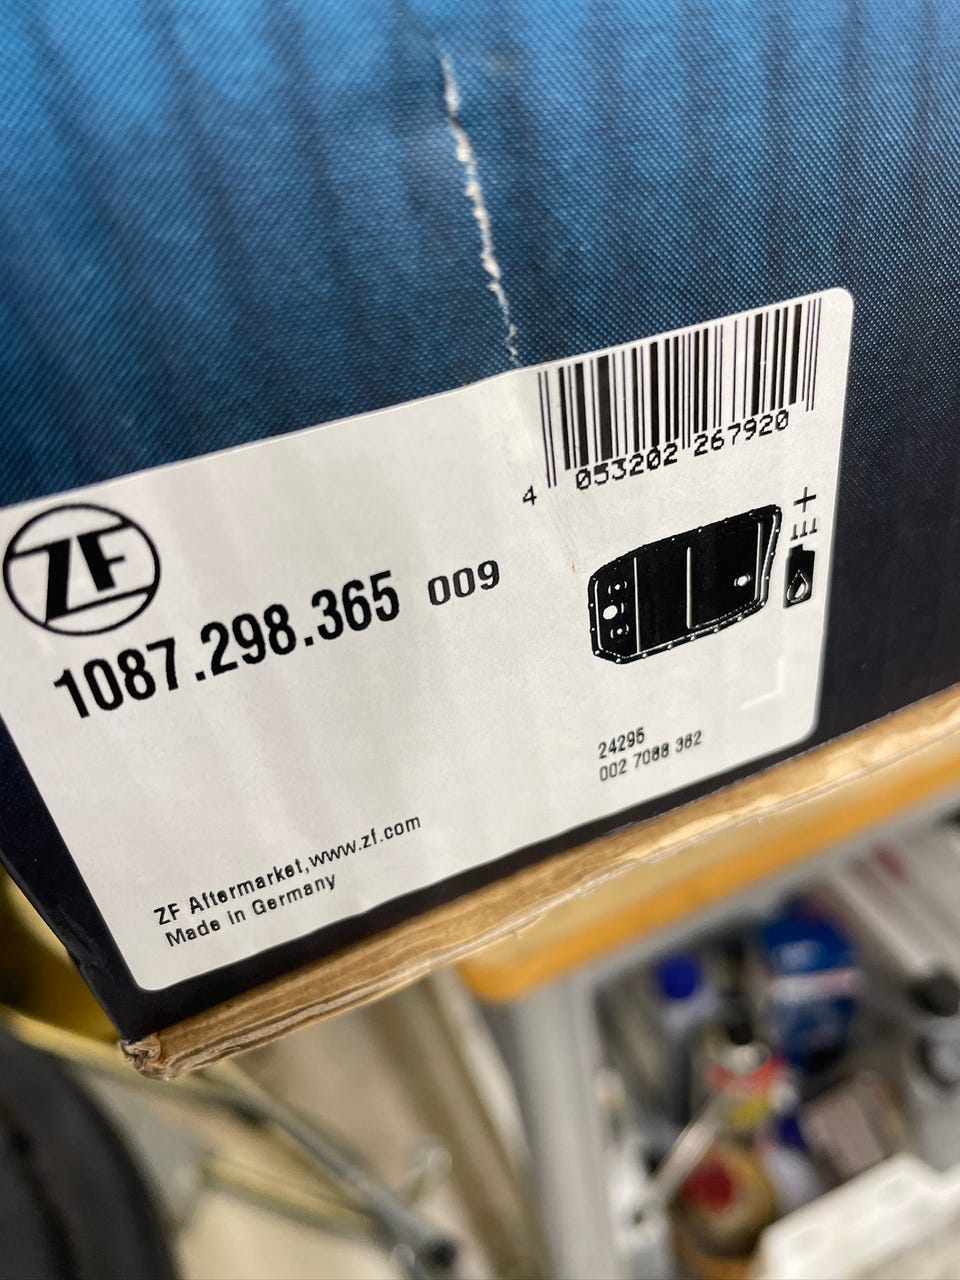 4 053202 267920
ZF
1087.298.365 009
24295
002 7088 362
ZF Aftermarket,www.zf.com
Made in Germany